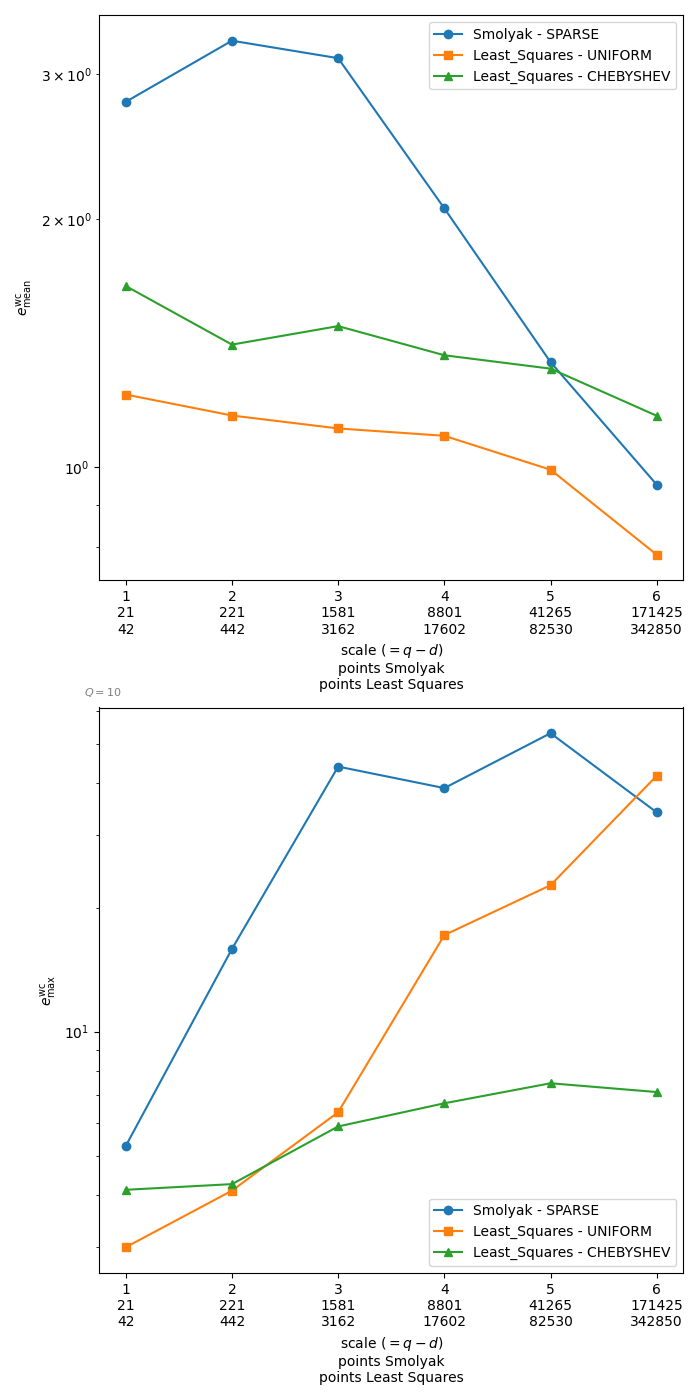 3 × 10⁰
2 × 10⁰
10⁰
e^wc_mean
Smolyak - SPARSE
Least_Squares - UNIFORM
Least_Squares - CHEBYSHEV
1 2 3 4 5 6
21 221 1581 8801 41265 171425
42 442 3162 17602 82530 342850
scale (= q − d)
points Smolyak
points Least Squares
Q = 10
10¹
e^wc_max
Smolyak - SPARSE
Least_Squares - UNIFORM
Least_Squares - CHEBYSHEV
1 2 3 4 5 6
21 221 1581 8801 41265 171425
42 442 3162 17602 82530 342850
scale (= q − d)
points Smolyak
points Least Squares